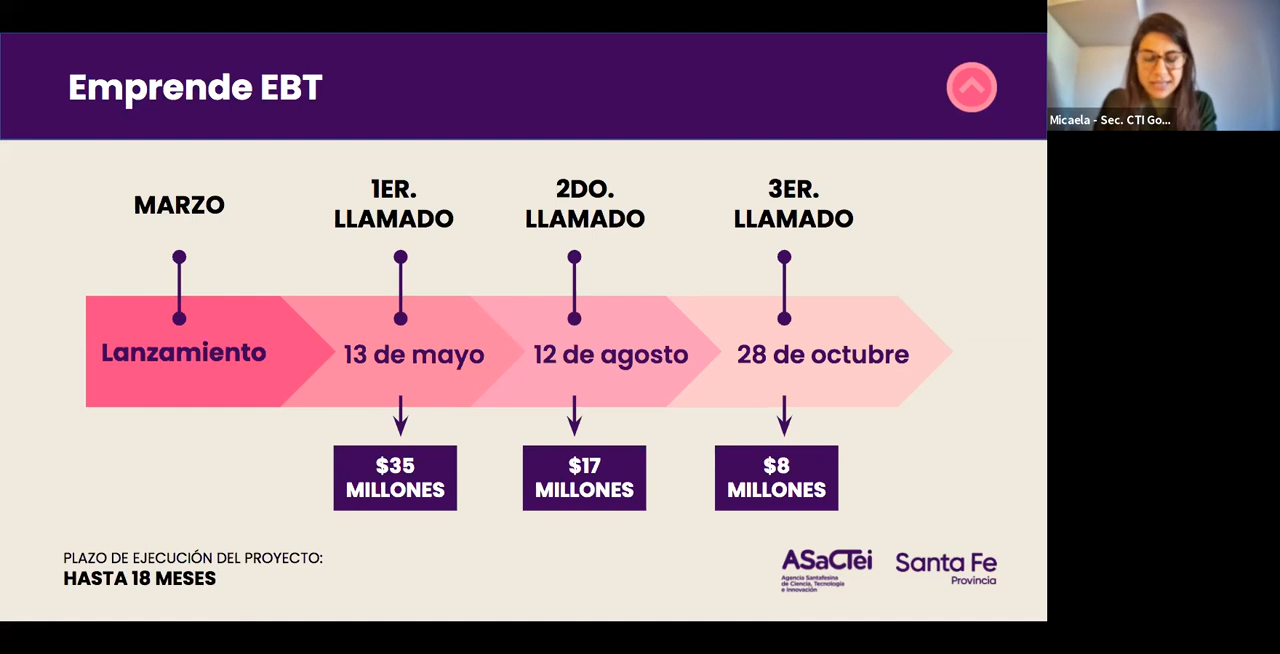 Emprende EBT
Micaela - Sec. CTI Go...
MARZO
1ER.
LLAMADO
2DO.
LLAMADO
3ER.
LLAMADO
Lanzamiento
13 de mayo
12 de agosto
28 de octubre
$35
MILLONES
$17
MILLONES
$8
MILLONES
PLAZO DE EJECUCIÓN DEL PROYECTO:
HASTA 18 MESES
ASaCTei
Agencia Santafesina
de Ciencia, Tecnología
e Innovación
Santa Fe
Provincia